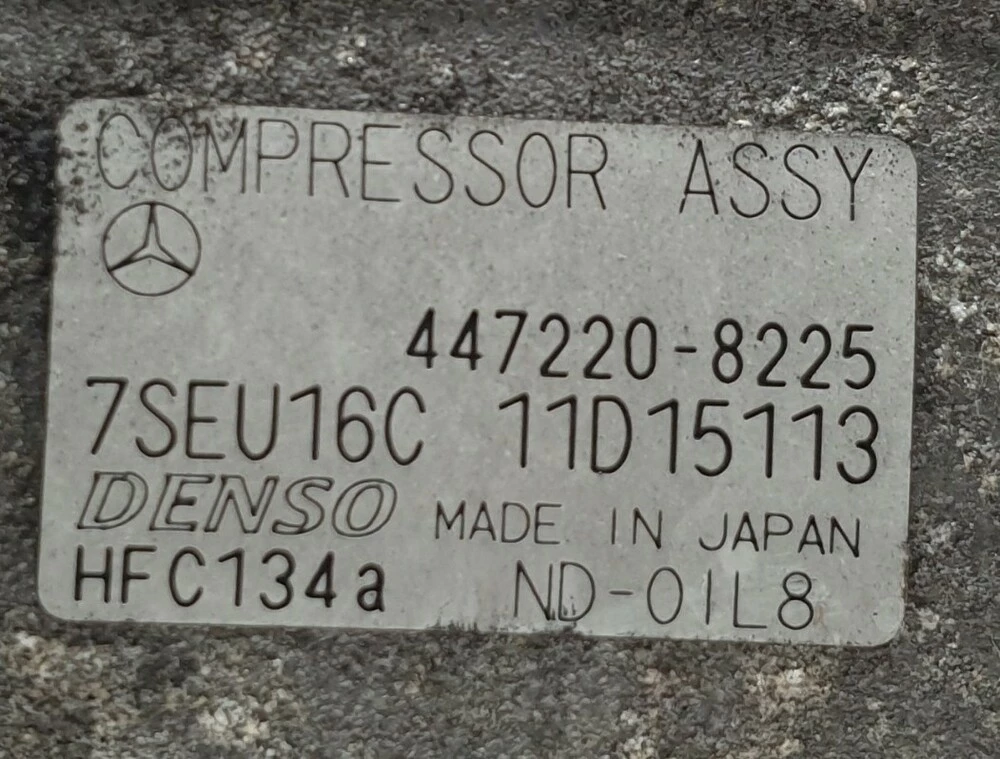 COMPRESSOR ASSY
447220-8225
7SEU16C 11D15113
DENSO MADE IN JAPAN
HFC134a ND-OIL8